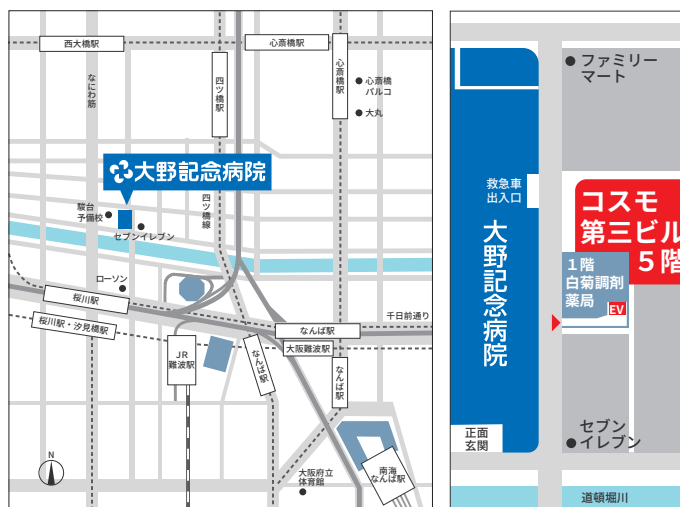 西大橋駅
心斎橋駅
なにわ筋
四ツ橋駅
心斎橋駅
心斎橋
パルコ
大丸
大野記念病院
四ツ橋線
駿台
予備校
セブンイレブン
ローソン
桜川駅
桜川駅・汐見橋駅
千日前通り
なんば駅
大阪難波駅
JR
難波駅
なんば駅
なんば駅
N
大阪府立
体育館
南海
なんば駅
ファミリー
マート
救急車
出入口
大野記念病院
コスモ
第三ビル
5階
1階
白菊調剤
薬局
EV
正面
玄関
セブン
イレブン
道頓堀川